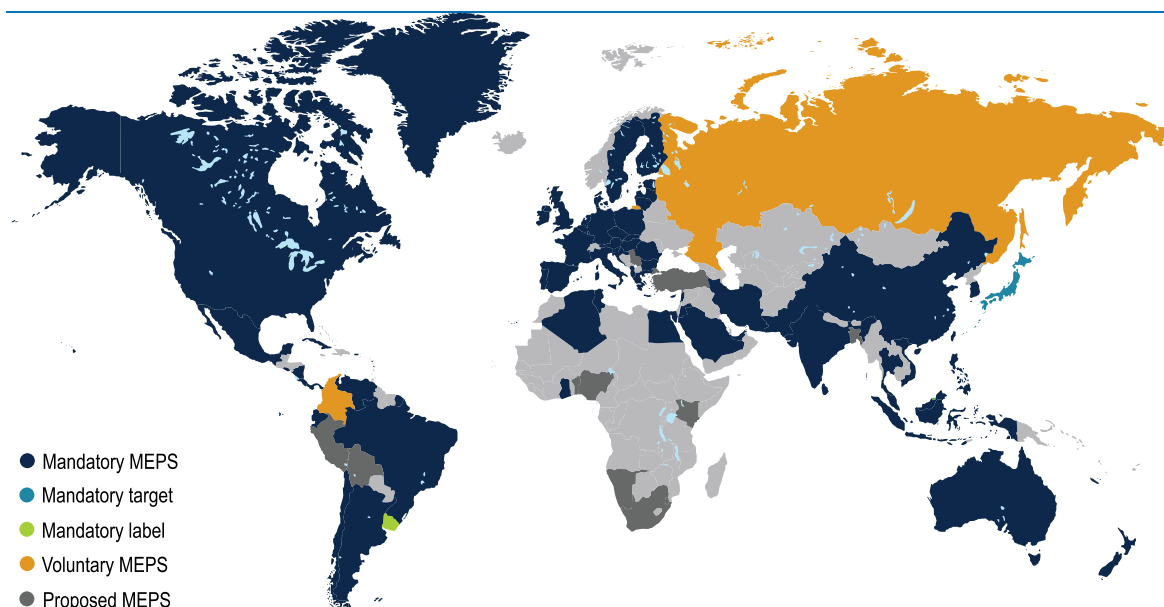 Mandatory MEPS
Mandatory target
Mandatory label
Voluntary MEPS
Proposed MEPS